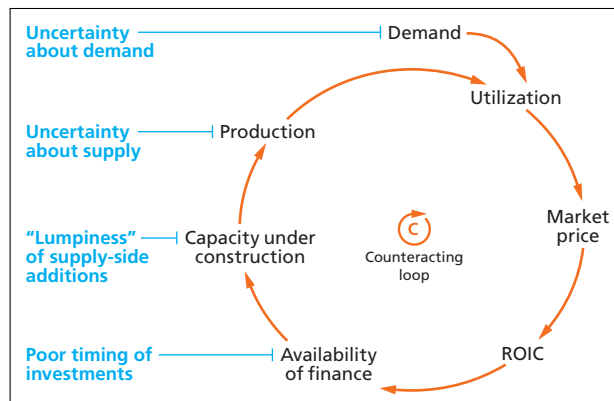 Uncertainty
about demand
Demand
Utilization
Uncertainty
about supply
Production
Market
price
"Lumpiness"
of supply-side
additions
Capacity under
construction
C
Counteracting
loop
Poor timing of
investments
Availability
of finance
ROIC